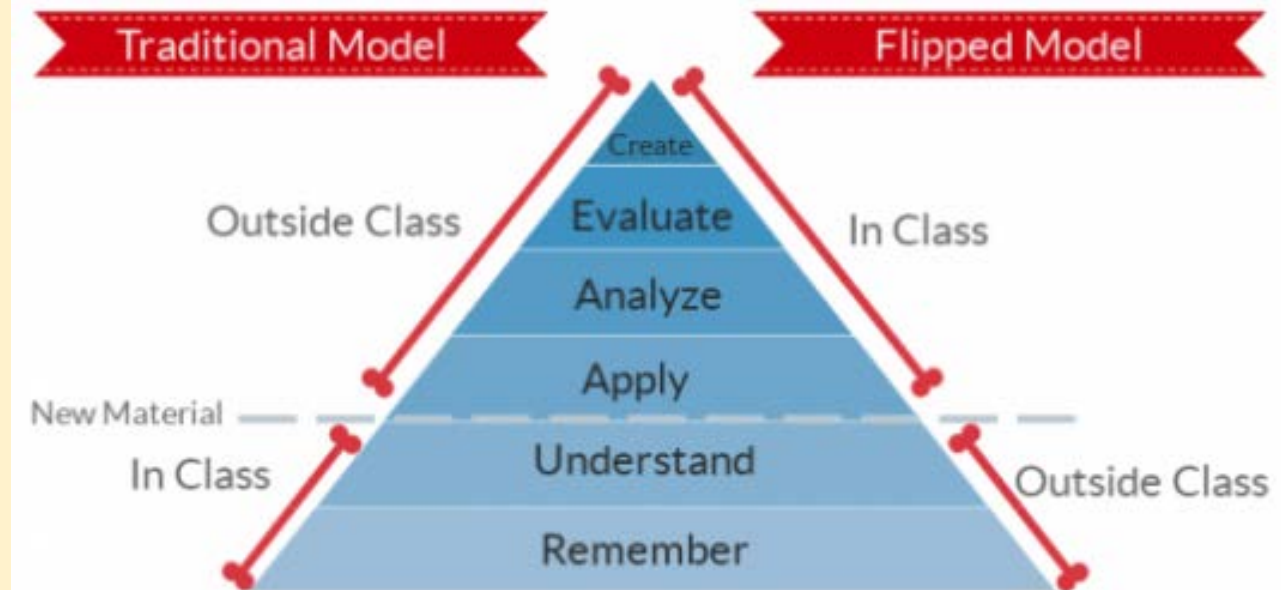 Traditional Model
Flipped Model
Create
Outside Class
Evaluate
In Class
Analyze
Apply
New Material
In Class
Understand
Outside Class
Remember